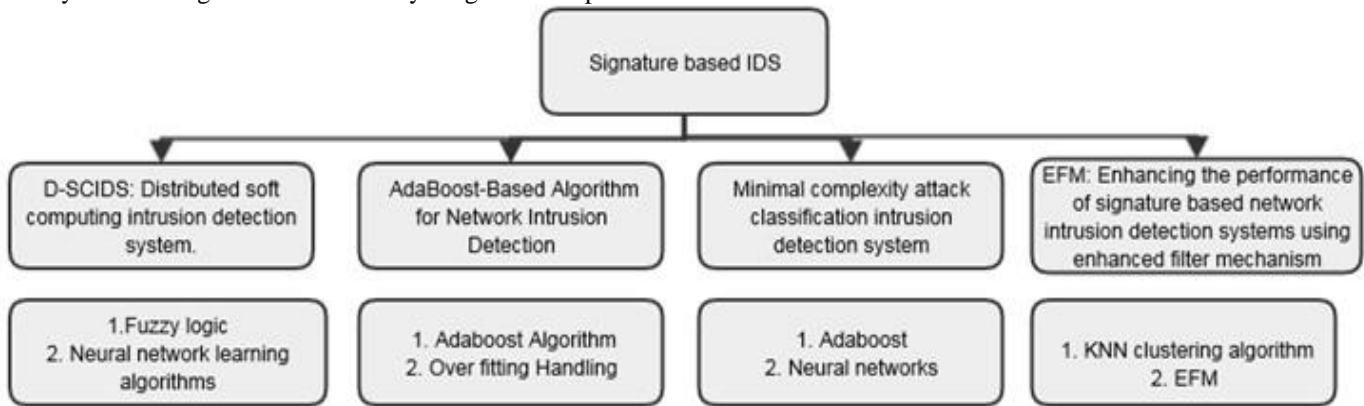 Signature based IDS
D-SCIDS: Distributed soft
computing intrusion detection
system.
AdaBoost-Based Algorithm
for Network Intrusion
Detection
Minimal complexity attack
classification intrusion
detection system
EFM: Enhancing the performance
of signature based network
intrusion detection systems using
enhanced filter mechanism
1.Fuzzy logic
2. Neural network learning
algorithms
1. Adaboost Algorithm
2. Over fitting Handling
1. Adaboost
2. Neural networks
1. KNN clustering algorithm
2. EFM